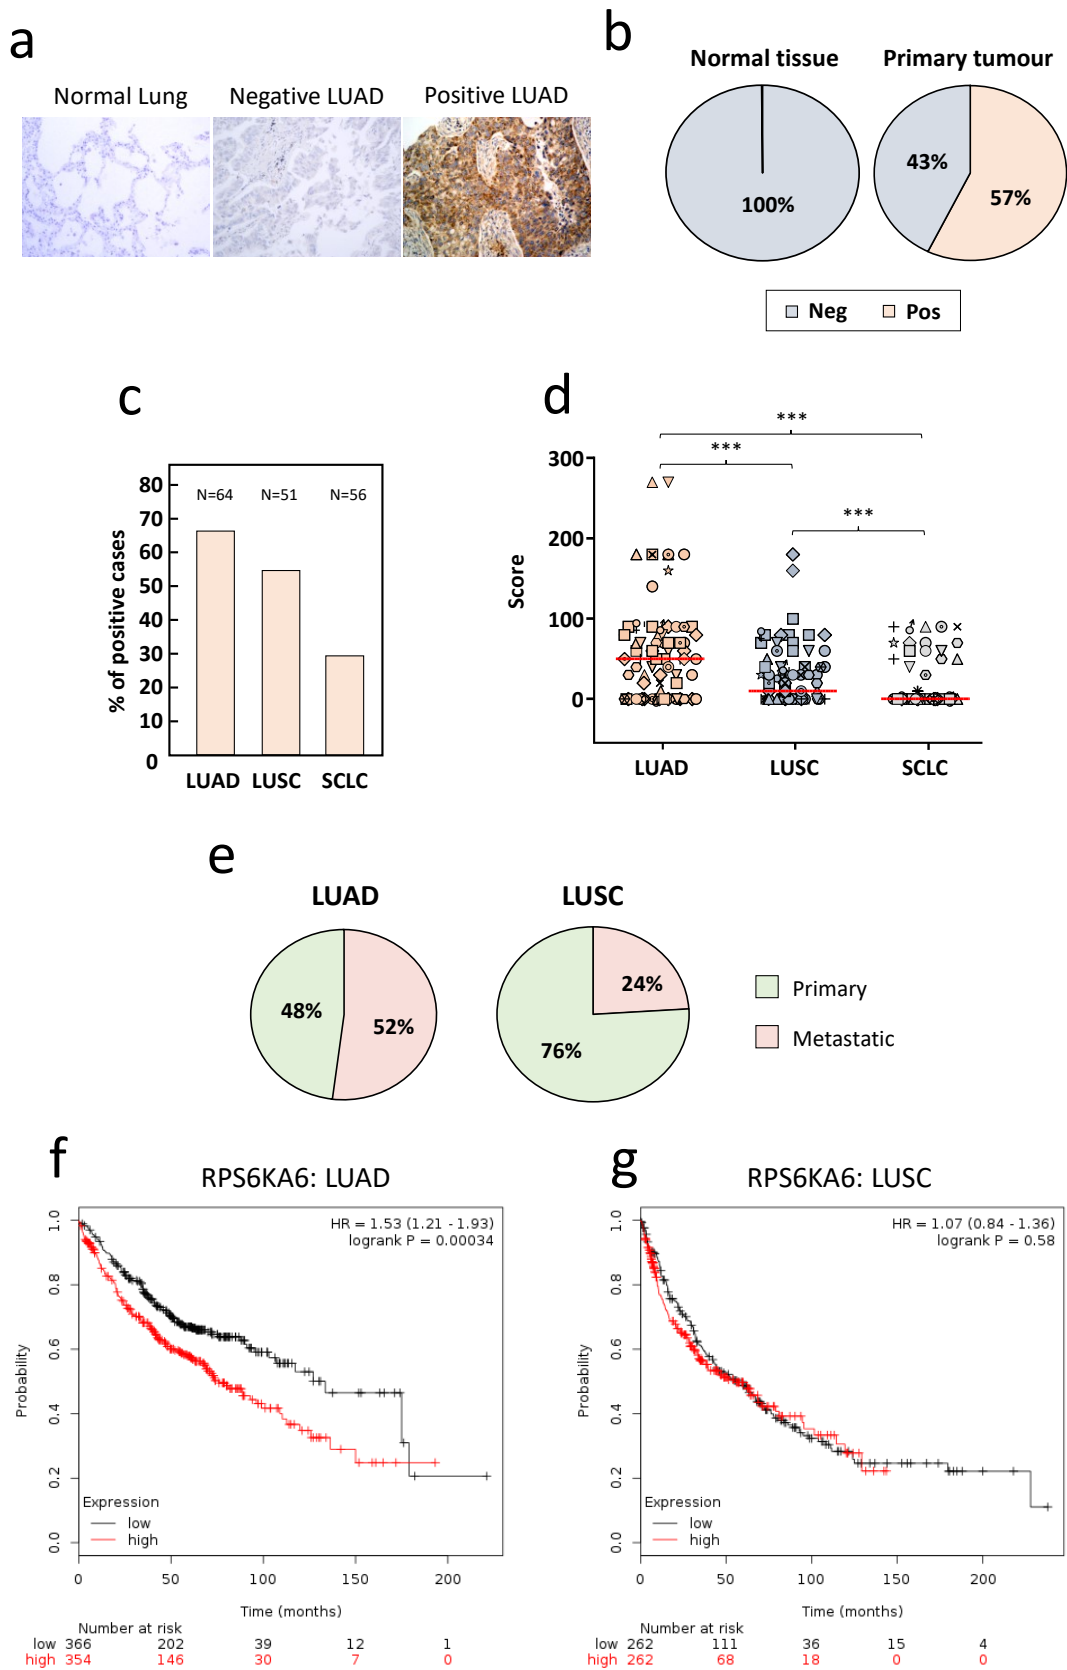 a
Normal Lung
Negative LUAD
Positive LUAD
b
Normal tissue
Primary tumour
100%
43%
57%
Neg
Pos
c
% of positive cases
80
70
60
50
40
30
20
10
0
N=64
N=51
N=56
LUAD
LUSC
SCLC
d
Score
300
200
100
0
***
***
***
LUAD
LUSC
SCLC
e
LUAD
LUSC
48%
52%
24%
76%
Primary
Metastatic
f
RPS6KA6: LUAD
HR = 1.53 (1.21 - 1.93)
logrank P = 0.00034
Probability
1.0
0.8
0.6
0.4
0.2
0.0
Expression
low
high
0
50
100
150
200
Time (months)
Number at risk
low 366 202 39 12 1
high 354 146 30 7 0
g
RPS6KA6: LUSC
HR = 1.07 (0.84 - 1.36)
logrank P = 0.58
Probability
1.0
0.8
0.6
0.4
0.2
0.0
Expression
low
high
0
50
100
150
200
Time (months)
Number at risk
low 262 111 36 15 4
high 262 68 18 0 0